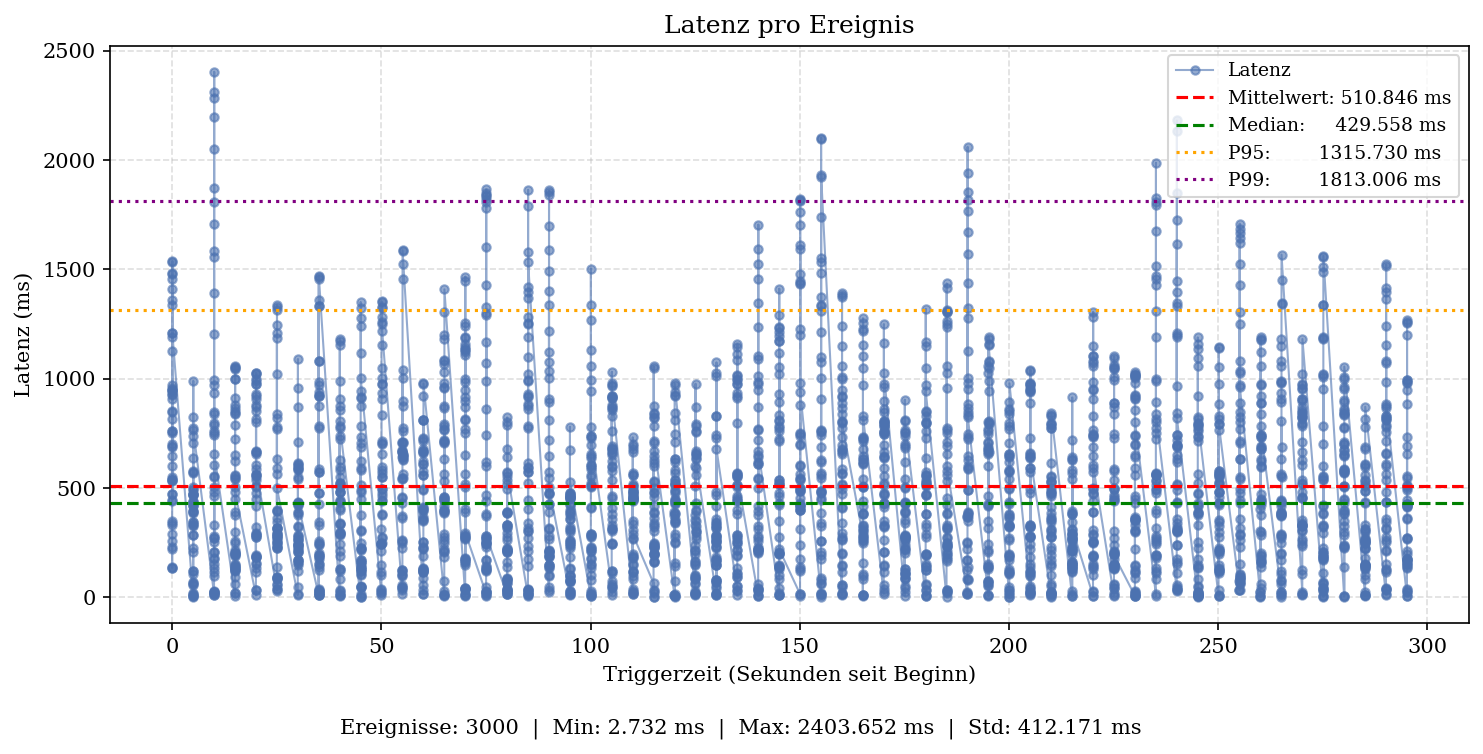 Latenz pro Ereignis
2500
2000
1500
1000
500
0
Latenz (ms)
Latenz
Mittelwert: 510.846 ms
Median: 429.558 ms
P95: 1315.730 ms
P99: 1813.006 ms
0 50 100 150 200 250 300
Triggerzeit (Sekunden seit Beginn)
Ereignisse: 3000 | Min: 2.732 ms | Max: 2403.652 ms | Std: 412.171 ms